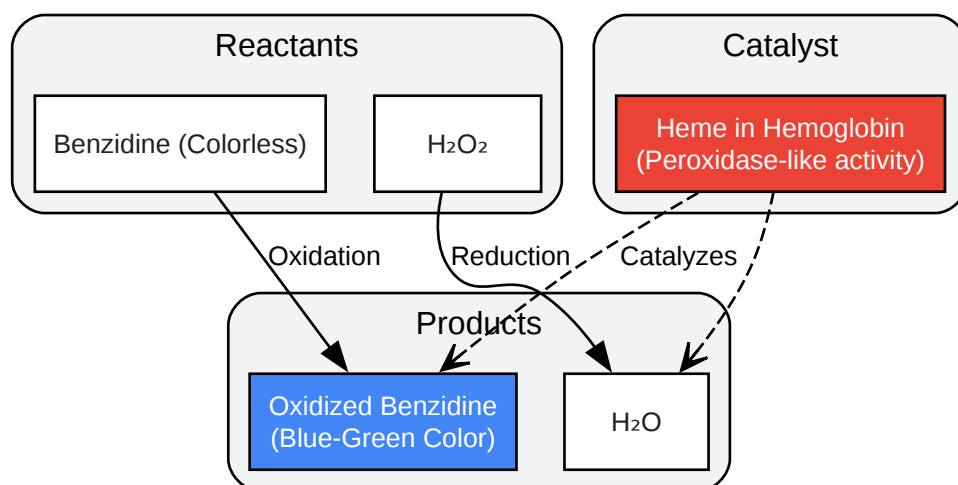 Reactants
Catalyst
Benzidine (Colorless)
H₂O₂
Heme in Hemoglobin
(Peroxidase-like activity)
Oxidation
Reduction
Catalyzes
Products
Oxidized Benzidine
(Blue-Green Color)
H₂O